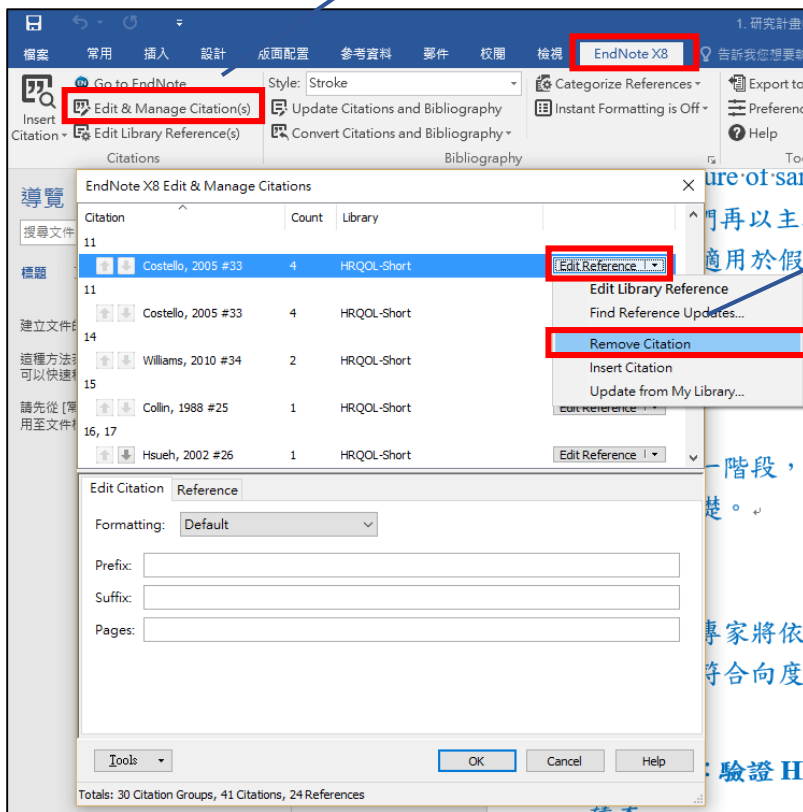 1. 研究計畫
檔案 常用 插入 設計 版面配置 參考資料 郵件 校閱 檢視 EndNote X8 告訴我您想要
Go to EndNote
Edit & Manage Citation(s)
Edit Library Reference(s)
Insert
Citation
Citations
Style: Stroke
Update Citations and Bibliography
Convert Citations and Bibliography
Bibliography
Categorize References
Instant Formatting is Off
Export to
Preferenc
Help
Too
導覽
搜尋文件
標題
建立文件
這種方法
可以快速
請先從 [常
用至文件
EndNote X8 Edit & Manage Citations
Citation Count Library
11
Costello, 2005 #33 4 HRQOL-Short Edit Reference
11
Costello, 2005 #33 4 HRQOL-Short
14
Williams, 2010 #34 2 HRQOL-Short
15
Collin, 1988 #25 1 HRQOL-Short Edit Reference
16, 17
Hsueh, 2002 #26 1 HRQOL-Short Edit Reference
Edit Library Reference
Find Reference Updates...
Remove Citation
Insert Citation
Update from My Library...
Edit Citation Reference
Formatting: Default
Prefix:
Suffix:
Pages:
Tools OK Cancel Help
Totals: 30 Citation Groups, 41 Citations, 24 References
ure of sar
們再以主
適用於假
一階段，
楚。
專家將依
符合向度
：驗證 H